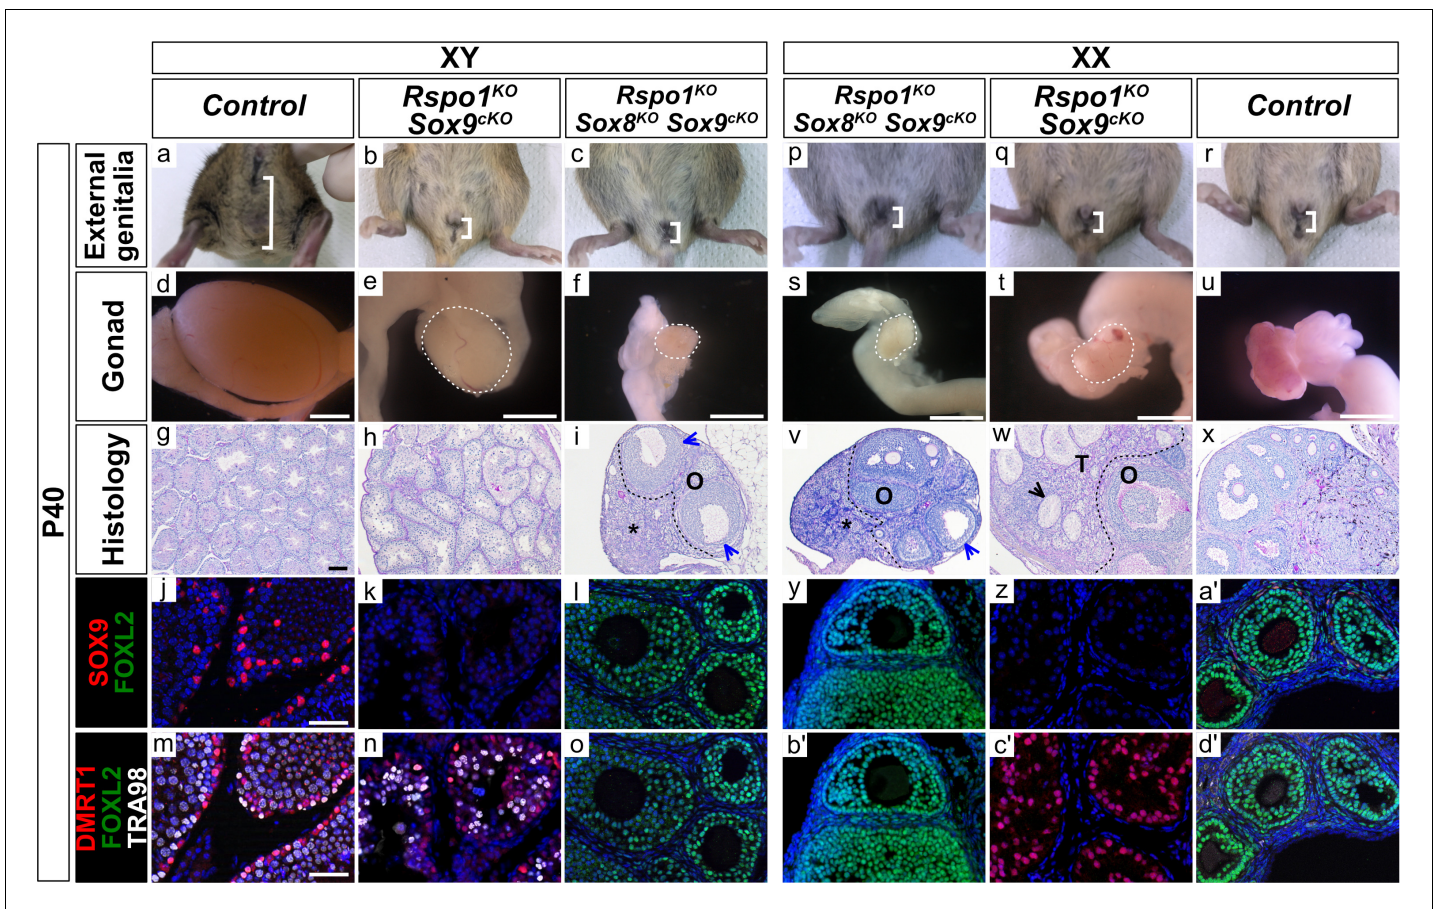 XY
XX
Control
Rspo1KO
Sox9cKO
Rspo1KO
Sox8KO Sox9cKO
Rspo1KO
Sox8KO Sox9cKO
Rspo1KO
Sox9cKO
Control
P40
External
genitalia
a
b
c
p
q
r
Gonad
d
e
f
s
t
u
Histology
g
h
i
O
*
v
O
*
w
T
O
x
SOX9
FOXL2
j
k
l
y
z
a'
DMRT1
FOXL2
TRA98
m
n
o
b'
c'
d'